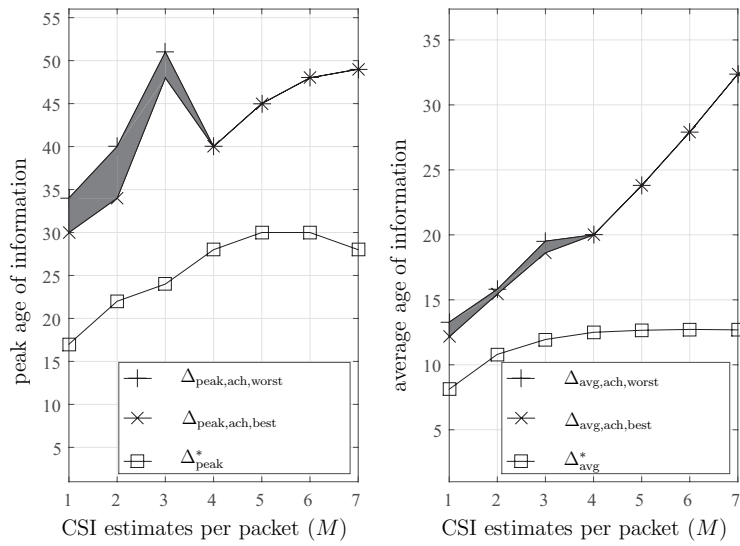 peak age of information
55
50
45
40
35
30
25
20
15
10
5
1 2 3 4 5 6 7
CSI estimates per packet (M)
Δpeak,ach,worst
Δpeak,ach,best
Δ*peak
average age of information
35
30
25
20
15
10
5
1 2 3 4 5 6 7
CSI estimates per packet (M)
Δavg,ach,worst
Δavg,ach,best
Δ*avg